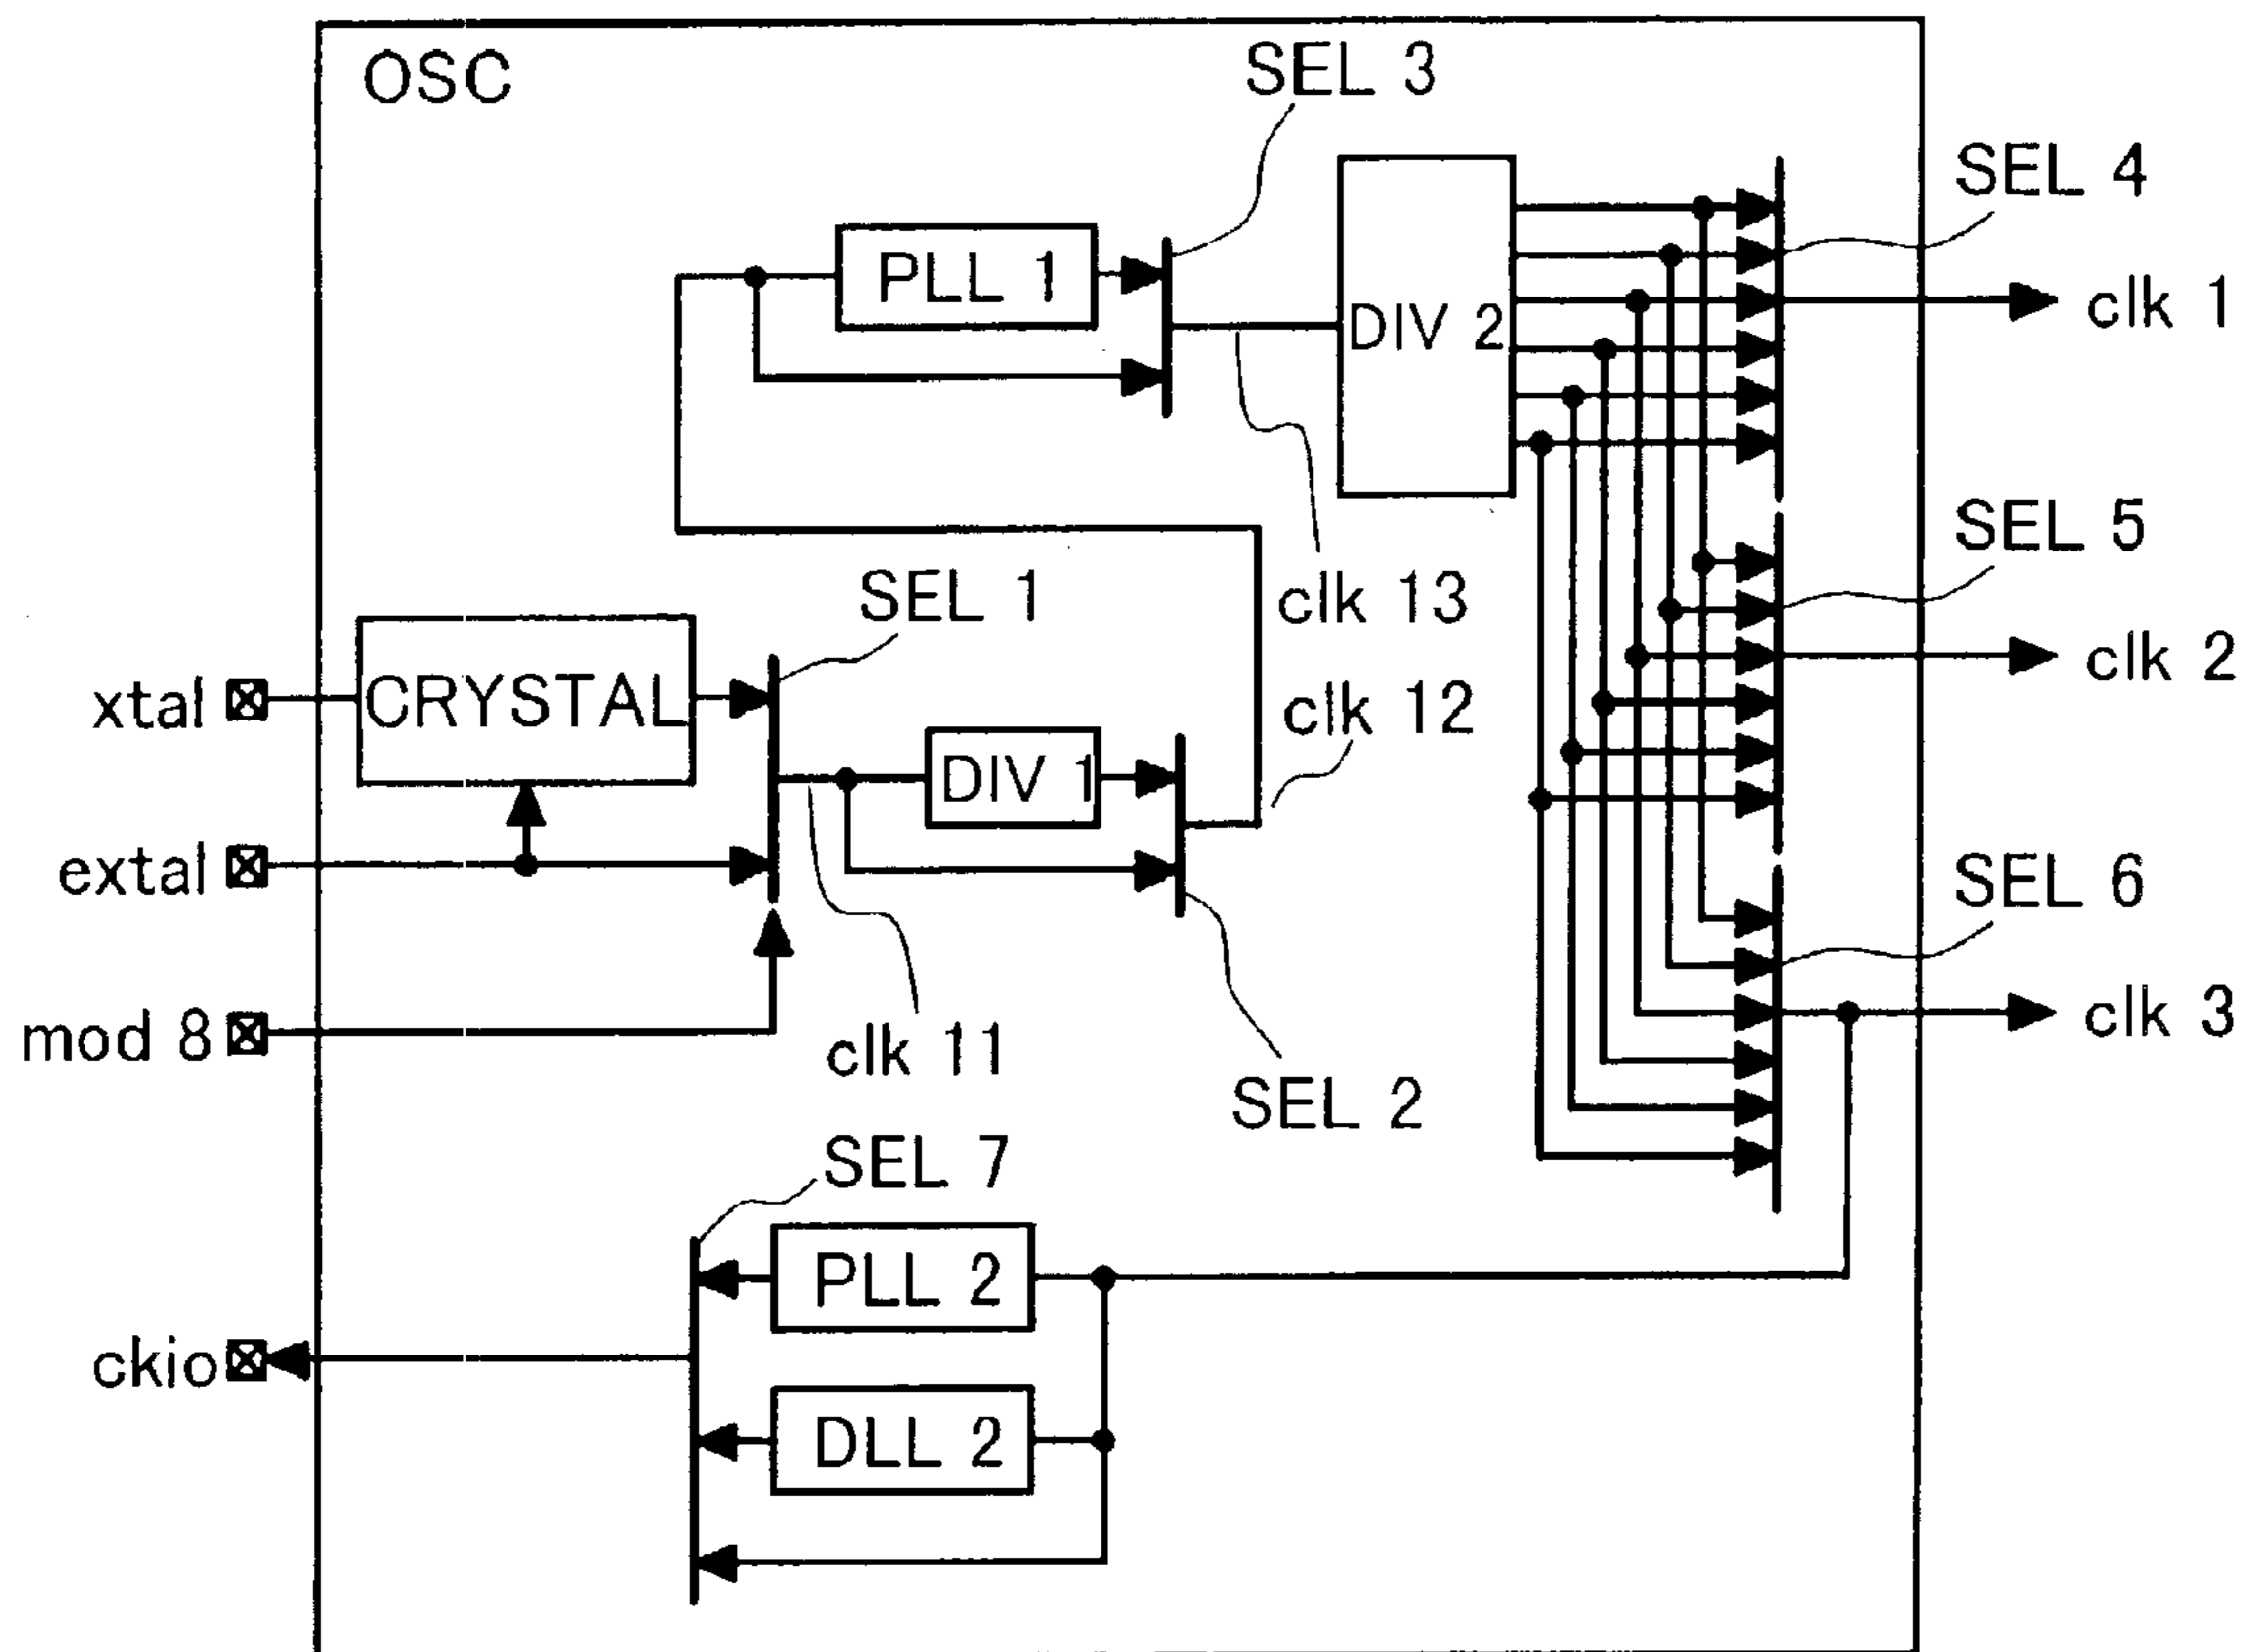 OSC
SEL 3
SEL 4
PLL 1
DIV 2
clk 1
SEL 5
SEL 1
clk 13
clk 2
xtal
CRYSTAL
clk 12
DIV 1
extal
SEL 6
mod 8
clk 11
clk 3
SEL 2
SEL 7
PLL 2
ckio
DLL 2